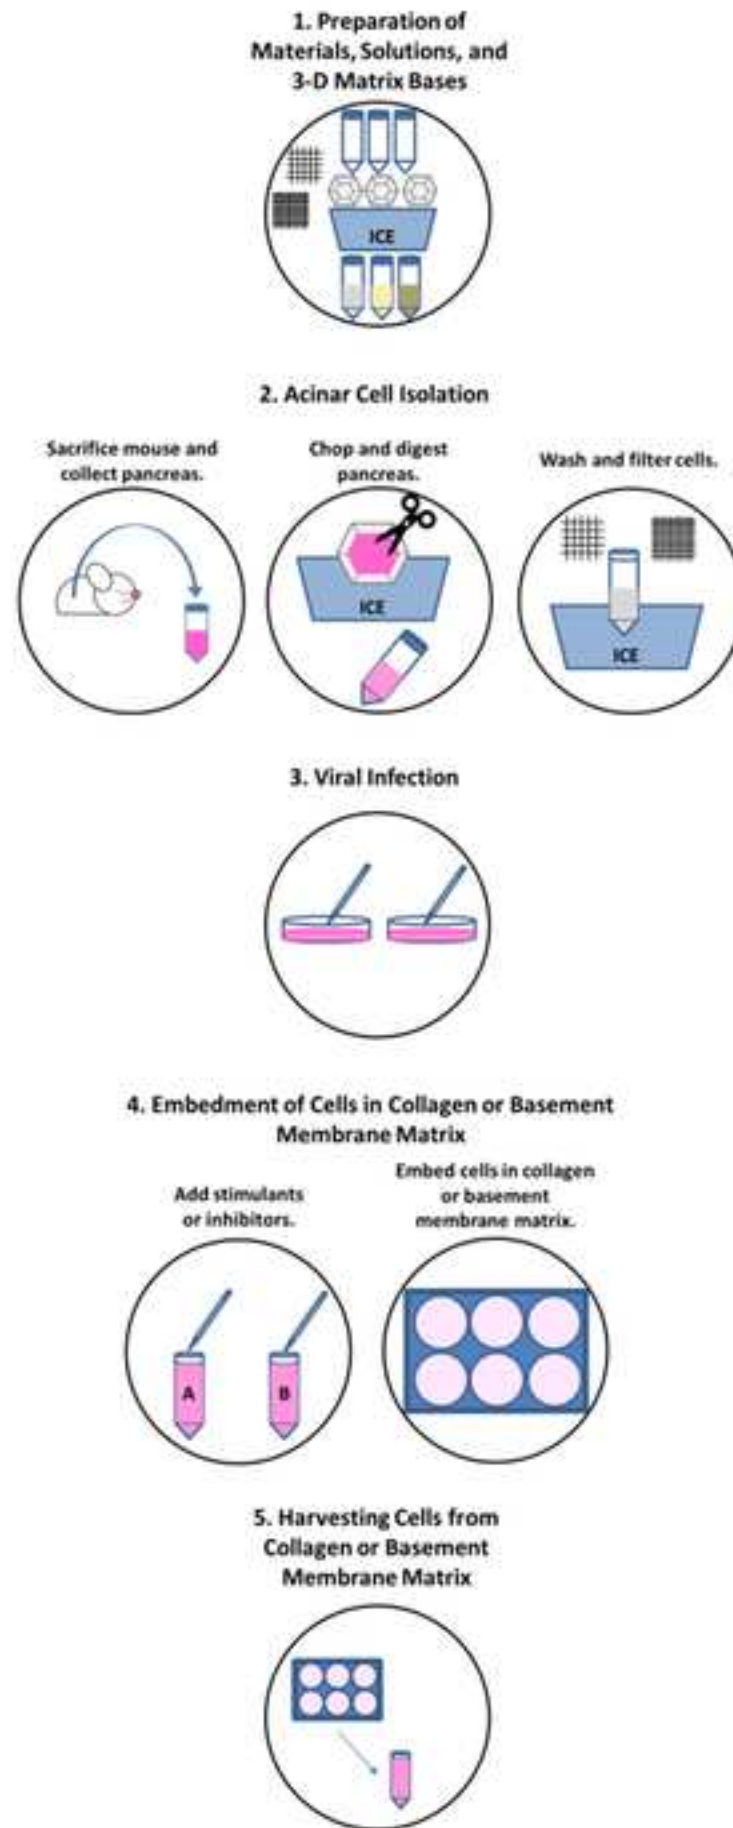 1. Preparation of
Materials, Solutions, and
3-D Matrix Bases
ICE
2. Acinar Cell Isolation
Sacrifice mouse and
collect pancreas.
Chop and digest
pancreas.
Wash and filter cells.
ICE
ICE
3. Viral Infection
4. Embedment of Cells in Collagen or Basement
Membrane Matrix
Add stimulants
or inhibitors.
Embed cells in collagen
or basement
membrane matrix.
A
B
5. Harvesting Cells from
Collagen or Basement
Membrane Matrix